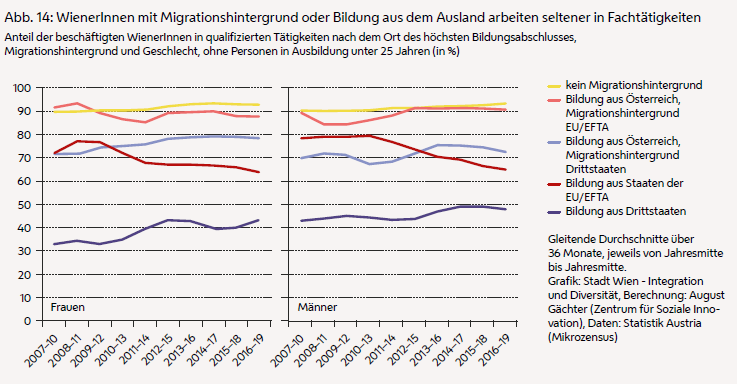 Abb. 14: WienerInnen mit Migrationshintergrund oder Bildung aus dem Ausland arbeiten seltener in Fachtätigkeiten
Anteil der beschäftigten WienerInnen in qualifizierten Tätigkeiten nach dem Ort des höchsten Bildungsabschlusses,
Migrationshintergrund und Geschlecht, ohne Personen in Ausbildung unter 25 Jahren (in %)
100
90
80
70
60
50
40
30
20
10
0
Frauen
2007–10
2008–11
2009–12
2010–13
2011–14
2012–15
2013–16
2014–17
2015–18
2016–19
Männer
2007–10
2008–11
2009–12
2010–13
2011–14
2012–15
2013–16
2014–17
2015–18
2016–19
kein Migrationshintergrund
Bildung aus Österreich,
Migrationshintergrund
EU/EFTA
Bildung aus Österreich,
Migrationshintergrund
Drittstaaten
Bildung aus Staaten der
EU/EFTA
Bildung aus Drittstaaten
Gleitende Durchschnitte über
36 Monate, jeweils von Jahresmitte
bis Jahresmitte.
Grafik: Stadt Wien - Integration
und Diversität, Berechnung: August
Gächter (Zentrum für Soziale Inno-
vation), Daten: Statistik Austria
(Mikrozensus)